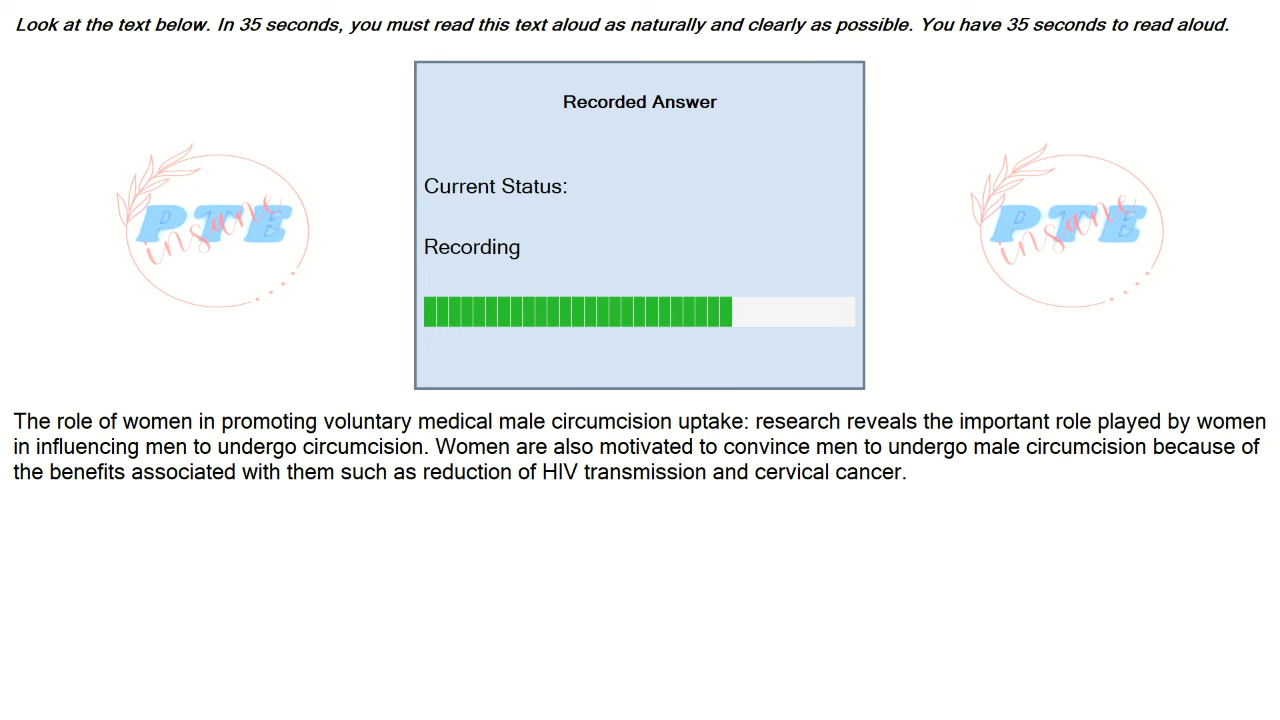 Look at the text below. In 35 seconds, you must read this text aloud as naturally and clearly as possible. You have 35 seconds to read aloud.
Recorded Answer
Current Status:
Recording
PTE
insane
PTE
insane
The role of women in promoting voluntary medical male circumcision uptake: research reveals the important role played by women
in influencing men to undergo circumcision. Women are also motivated to convince men to undergo male circumcision because of
the benefits associated with them such as reduction of HIV transmission and cervical cancer.